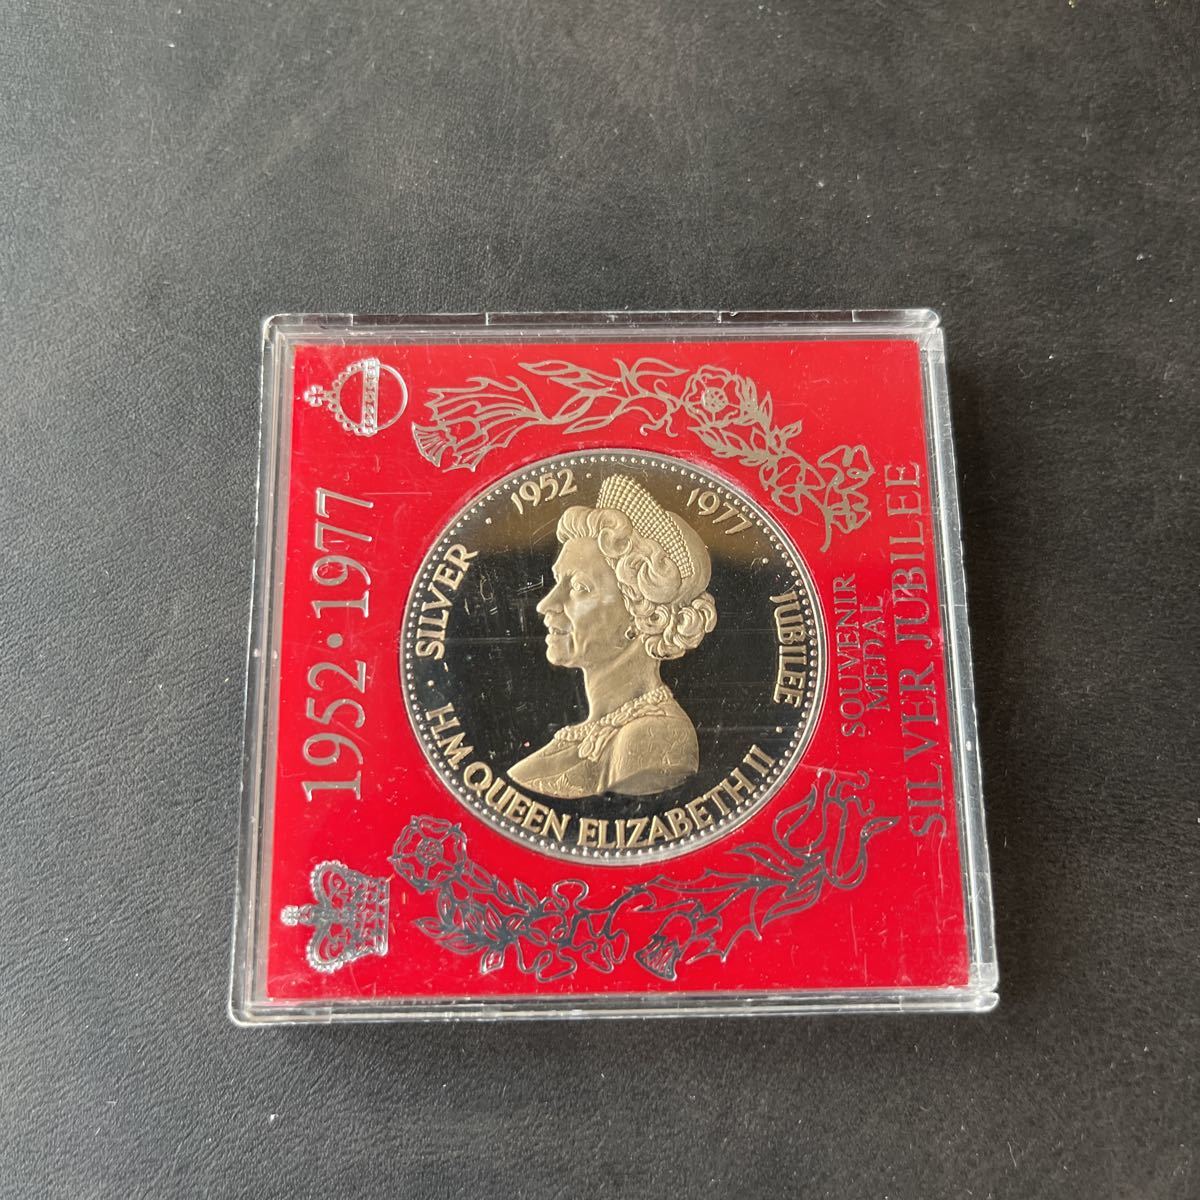 1952 · 1977
· 1952 · · 1977 ·
· SILVER
JUBILEE ·
H.M. QUEEN ELIZABETH II
SOUVENIR
MEDAL
SILVER JUBILEE